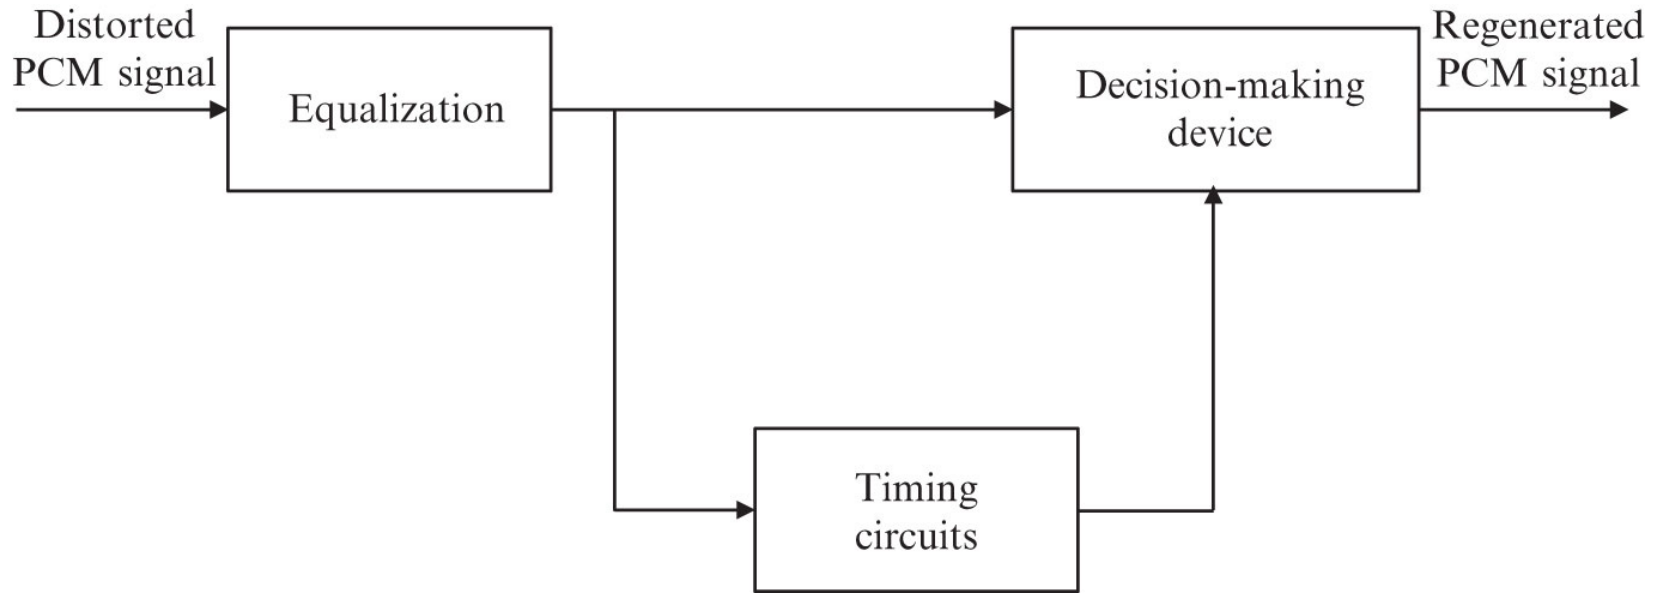 Distorted
PCM signal
Equalization
Decision-making
device
Regenerated
PCM signal
Timing
circuits